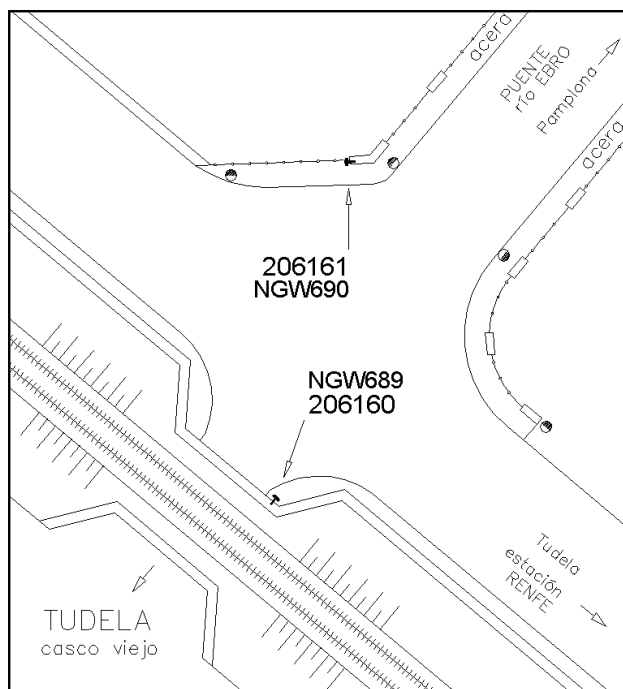 acera
PUENTE
río EBRO
Pamplona
acera
206161
NGW690
NGW689
206160
Tudela
estación
RENFE
TUDELA
casco viejo